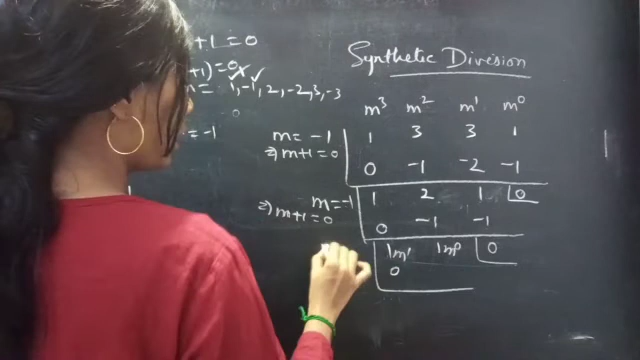 +1 = 0
+1) = 0
= 1, -1, 2, -2, 3, -3
= -1
Synthetic Division
m³ m² m¹ m⁰
m = -1 1 3 3 1
⇒ m+1 = 0
0 -1 -2 -1
m = -1 1 2 1 0
⇒ m+1 = 0
0 -1 -1
1m¹ 1m⁰ 0
0